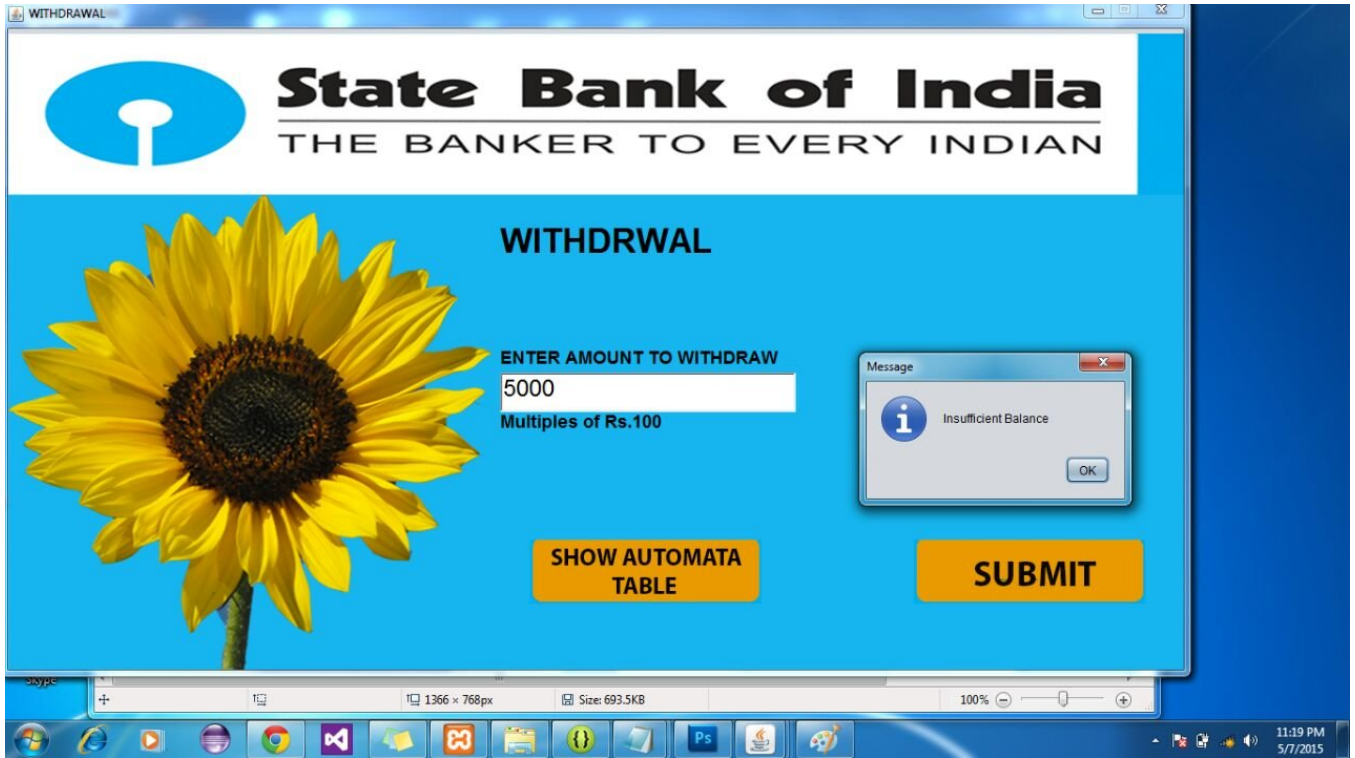 WITHDRAWAL
State Bank of India
THE BANKER TO EVERY INDIAN
WITHDRWAL
ENTER AMOUNT TO WITHDRAW
5000
Multiples of Rs.100
Message
Insufficient Balance
OK
SHOW AUTOMATA
TABLE
SUBMIT
Skype
1366 × 768px
Size: 693.5KB
100%
Ps
11:19 PM
5/7/2015